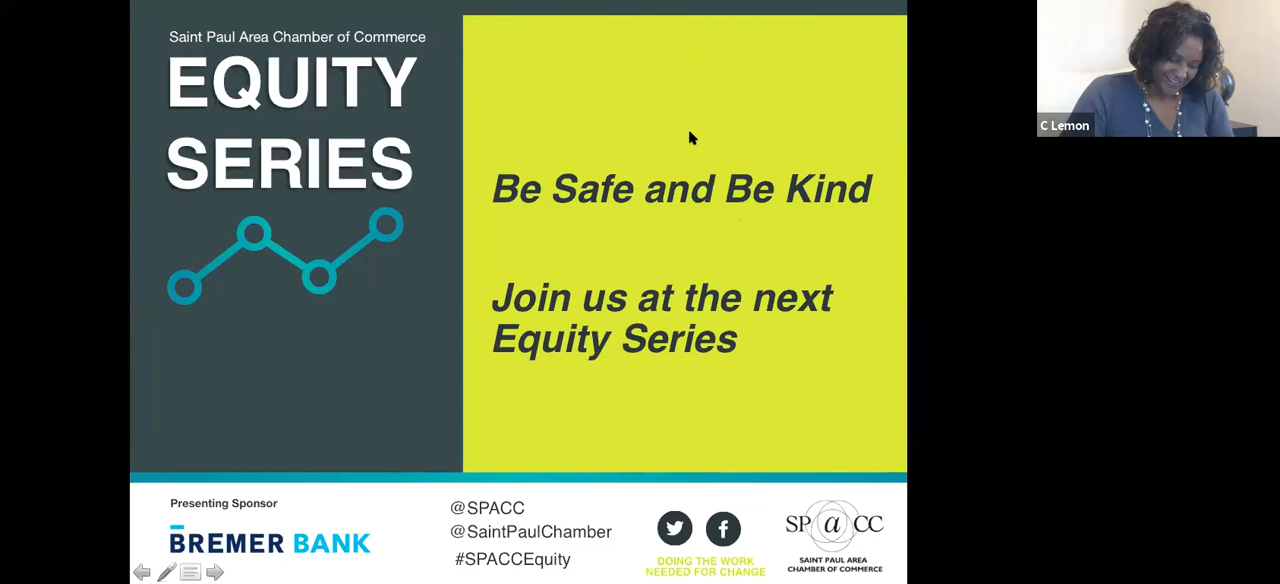 Saint Paul Area Chamber of Commerce
EQUITY
SERIES
Be Safe and Be Kind
Join us at the next
Equity Series
C Lemon
Presenting Sponsor
BREMER BANK
@SPACC
@SaintPaulChamber
#SPACCEquity
DOING THE WORK
NEEDED FOR CHANGE
SPaCC
SAINT PAUL AREA
CHAMBER OF COMMERCE